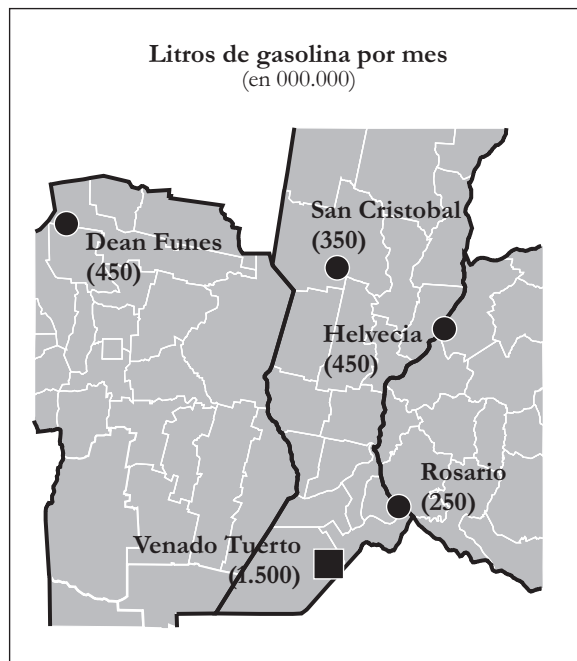 Litros de gasolina por mes
(en 000.000)
San Cristobal
(350)
Dean Funes
(450)
Helvecia
(450)
Rosario
(250)
Venado Tuerto
(1.500)